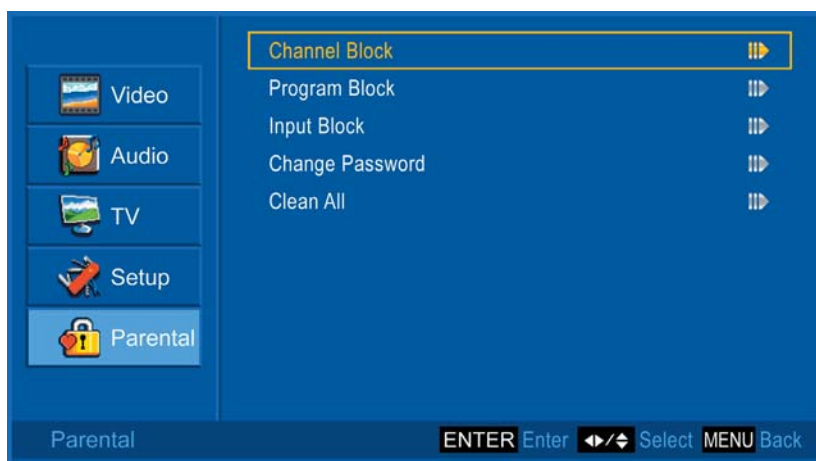 Video
Audio
TV
Setup
Parental
Channel Block
Program Block
Input Block
Change Password
Clean All
Parental
ENTER Enter ◀▶/▲▼ Select MENU Back